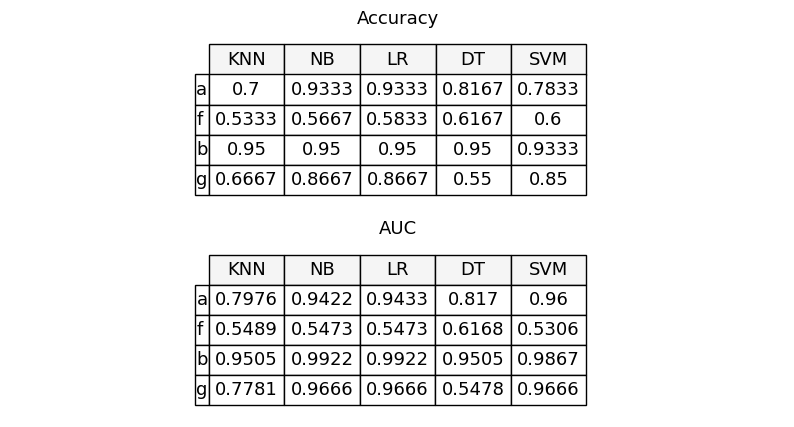 Accuracy
KNN NB LR DT SVM
a 0.7 0.9333 0.9333 0.8167 0.7833
f 0.5333 0.5667 0.5833 0.6167 0.6
b 0.95 0.95 0.95 0.95 0.9333
g 0.6667 0.8667 0.8667 0.55 0.85
AUC
KNN NB LR DT SVM
a 0.7976 0.9422 0.9433 0.817 0.96
f 0.5489 0.5473 0.5473 0.6168 0.5306
b 0.9505 0.9922 0.9922 0.9505 0.9867
g 0.7781 0.9666 0.9666 0.5478 0.9666